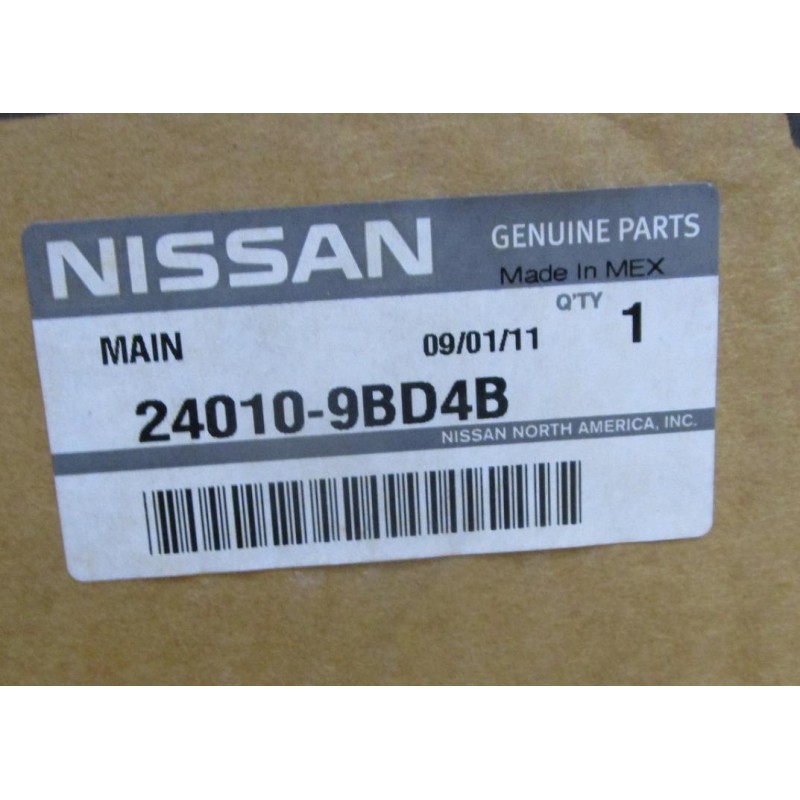 NISSAN GENUINE PARTS
Made In MEX
Q'TY 1
MAIN 09/01/11
24010-9BD4B
NISSAN NORTH AMERICA, INC.